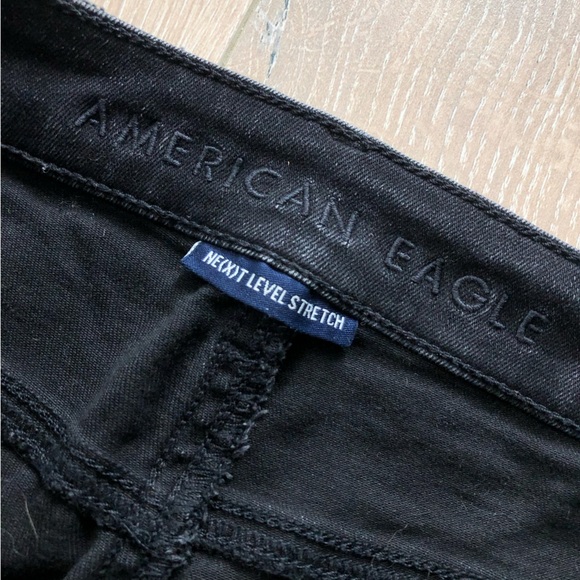 AMERICAN EAGLE
NE(X)T LEVEL STRETCH